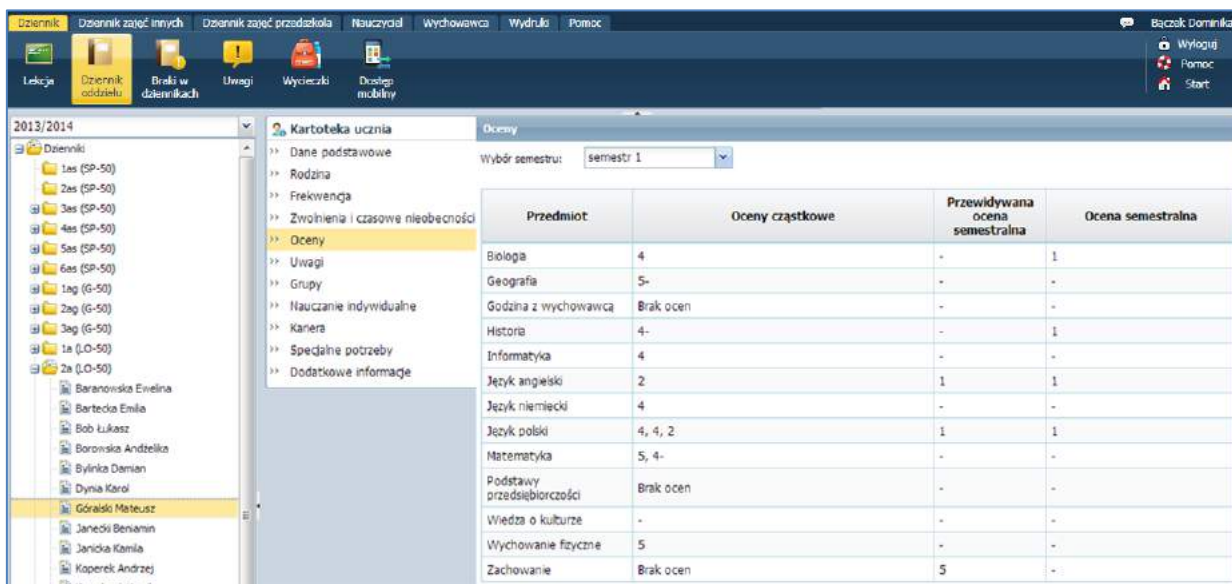 Dziennik Dziennik zajęć innych Dziennik zajęć przedszkola Nauczyciel Wychowawca Wydruki Pomoc Bączek Dominika
Wyloguj
Pomoc
Start
Lekcja Dziennik oddziału Braki w dziennikach Uwagi Wycieczki Dostęp mobilny
2013/2014
Dzienniki
1as (SP-50)
2as (SP-50)
3as (SP-50)
4as (SP-50)
5as (SP-50)
6as (SP-50)
1ag (G-50)
2ag (G-50)
3ag (G-50)
1a (LO-50)
2a (LO-50)
Baranowska Ewelina
Bartecka Emilia
Bob Łukasz
Borowska Andżelika
Bylinka Damian
Dynia Karol
Góralski Mateusz
Janecki Beniamin
Janicka Kamila
Koperek Andrzej
Kartoteka ucznia
Dane podstawowe
Rodzina
Frekwencja
Zwolnienia i czasowe nieobecności
Oceny
Uwagi
Grupy
Nauczanie indywidualne
Kariera
Specjalne potrzeby
Dodatkowe informacje
Oceny
Wybór semestru: semestr 1
Przedmiot Oceny cząstkowe Przewidywana ocena semestralna Ocena semestralna
Biologia 4 - 1
Geografia 5- - -
Godzina z wychowawcą Brak ocen - -
Historia 4- - 1
Informatyka 4 - -
Język angielski 2 1 1
Język niemiecki 4 - -
Język polski 4, 4, 2 1 1
Matematyka 5, 4- - -
Podstawy przedsiębiorczości Brak ocen - -
Wiedza o kulturze - - -
Wychowanie fizyczne 5 - -
Zachowanie Brak ocen 5 -